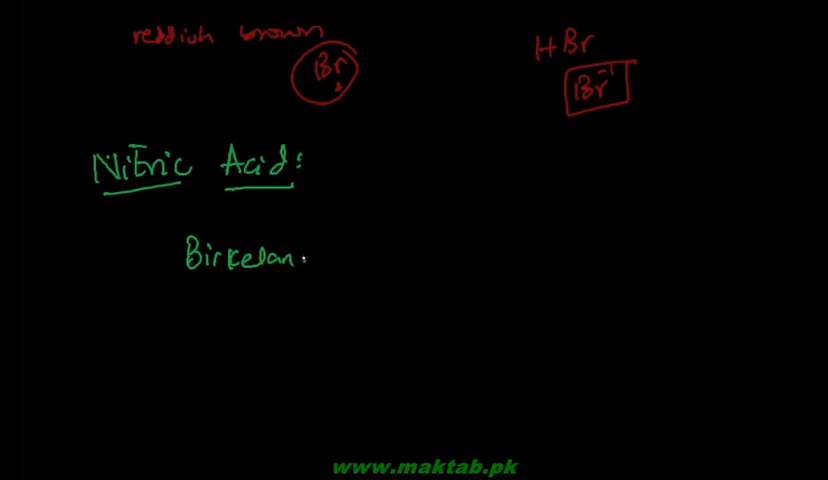 reddish brown
Br
HBr
Br⁻¹
Nitric Acid:
Birkelan
www.maktab.pk